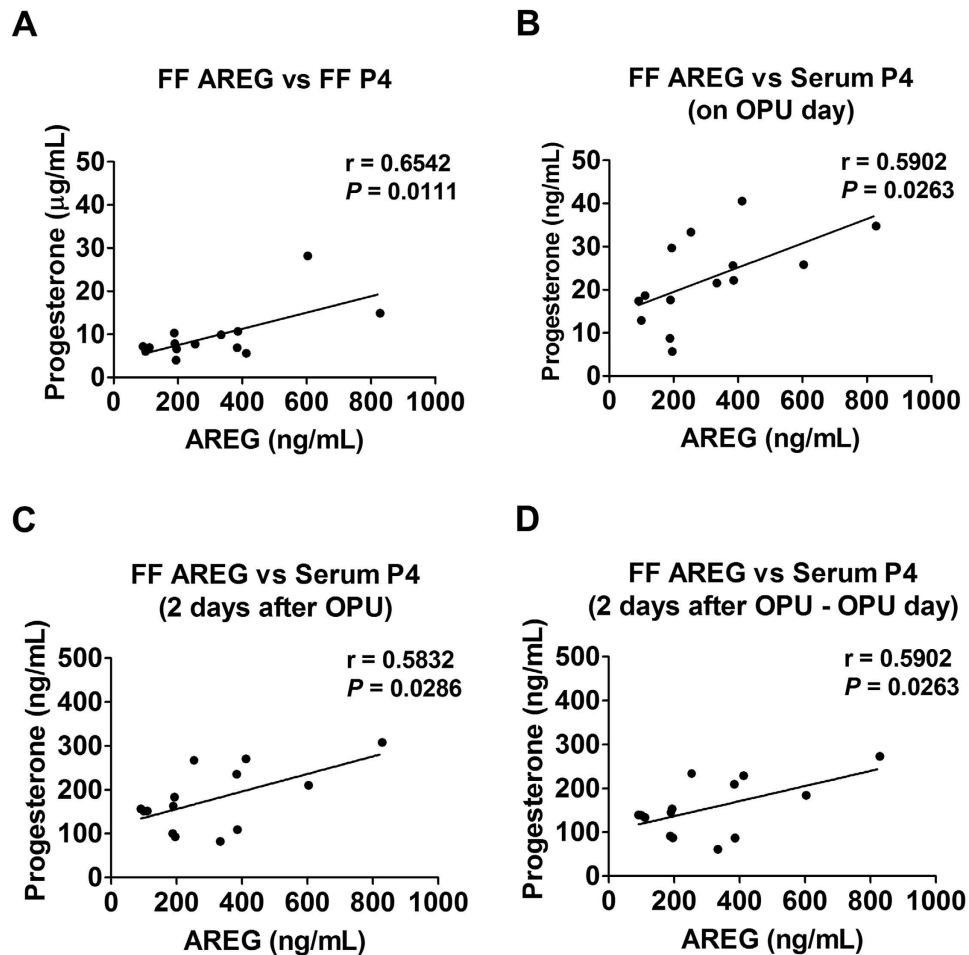 A
FF AREG vs FF P4
r = 0.6542
P = 0.0111
Progesterone (μg/mL)
50
40
30
20
10
0
0 200 400 600 800 1000
AREG (ng/mL)
B
FF AREG vs Serum P4
(on OPU day)
r = 0.5902
P = 0.0263
Progesterone (ng/mL)
50
40
30
20
10
0
0 200 400 600 800 1000
AREG (ng/mL)
C
FF AREG vs Serum P4
(2 days after OPU)
r = 0.5832
P = 0.0286
Progesterone (ng/mL)
500
400
300
200
100
0
0 200 400 600 800 1000
AREG (ng/mL)
D
FF AREG vs Serum P4
(2 days after OPU - OPU day)
r = 0.5902
P = 0.0263
Progesterone (ng/mL)
500
400
300
200
100
0
0 200 400 600 800 1000
AREG (ng/mL)